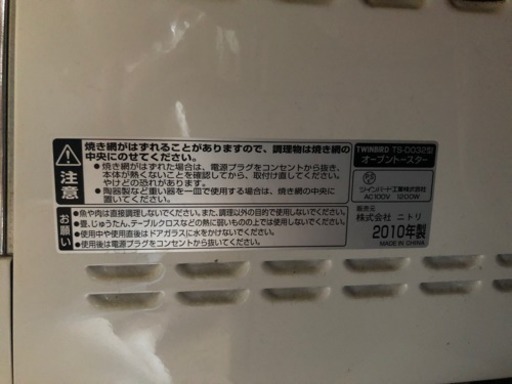 注意
焼き網がはずれることがありますので、調理物は焼き網の
中央にのせてください。
●焼き網がはずれた場合は、電源プラグをコンセントから抜き、
本体が熱くないことを確認してから、取付け直してください。
やけどの恐れがあります。
●陶器製など重い器を一皿で使用する場合は、焼き網の中央に
置いてください。
お願い
●魚や肉は直接調理しないでください。また、調理以外の目的で使用しないでください。
●畳、じゅうたん、テーブルクロスなどの熱に弱いものの上では使用しないでください。
●使用中や使用直後はドアガラスに水をかけないでください。
●使用後は電源プラグをコンセントから抜いてください。
TWINBIRD TS-D032型
オーブントースター
ツインバード工業株式会社
AC100V 1200W
発売元
株式会社 ニトリ
2010年製
MADE IN CHINA